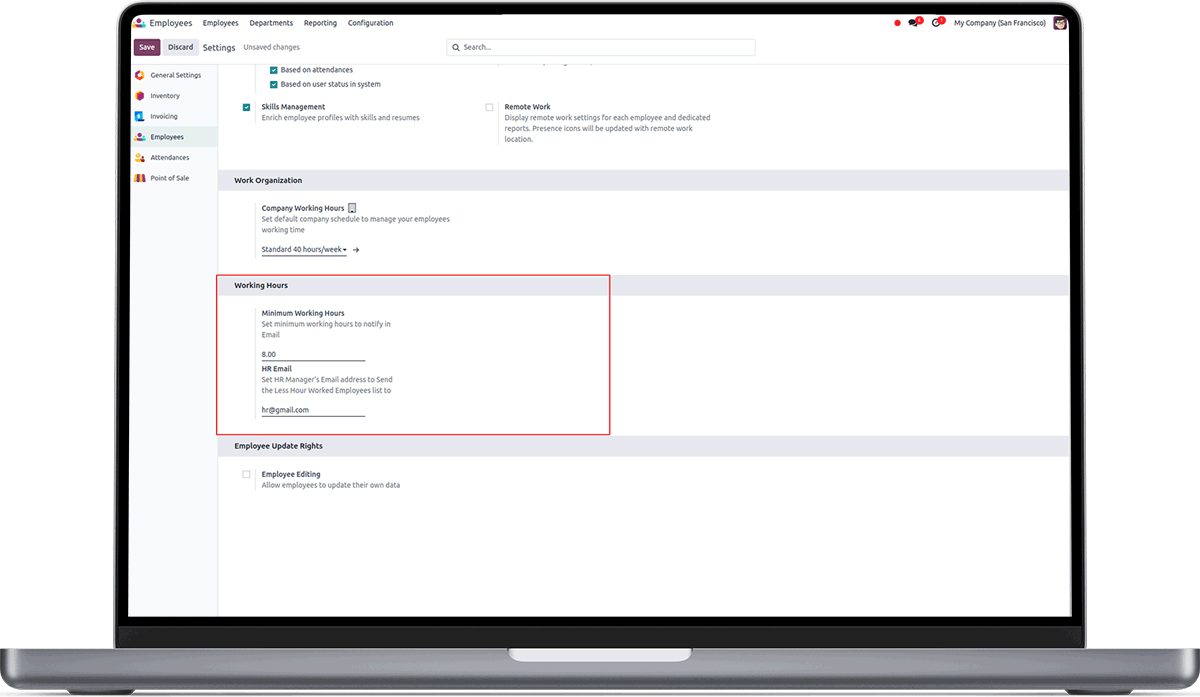 Employees Employees Departments Reporting Configuration My Company (San Francisco)
Save Discard Settings Unsaved changes Search...
General Settings
Inventory
Invoicing
Employees
Attendances
Point of Sale
Based on attendances
Based on user status in system
Skills Management
Enrich employee profiles with skills and resumes
Remote Work
Display remote work settings for each employee and dedicated
reports. Presence icons will be updated with remote work
location.
Work Organization
Company Working Hours
Set default company schedule to manage your employees
working time
Standard 40 hours/week
Working Hours
Minimum Working Hours
Set minimum working hours to notify in
Email
8.00
HR Email
Set HR Manager's Email address to Send
the Less Hour Worked Employees list to
hr@gmail.com
Employee Update Rights
Employee Editing
Allow employees to update their own data